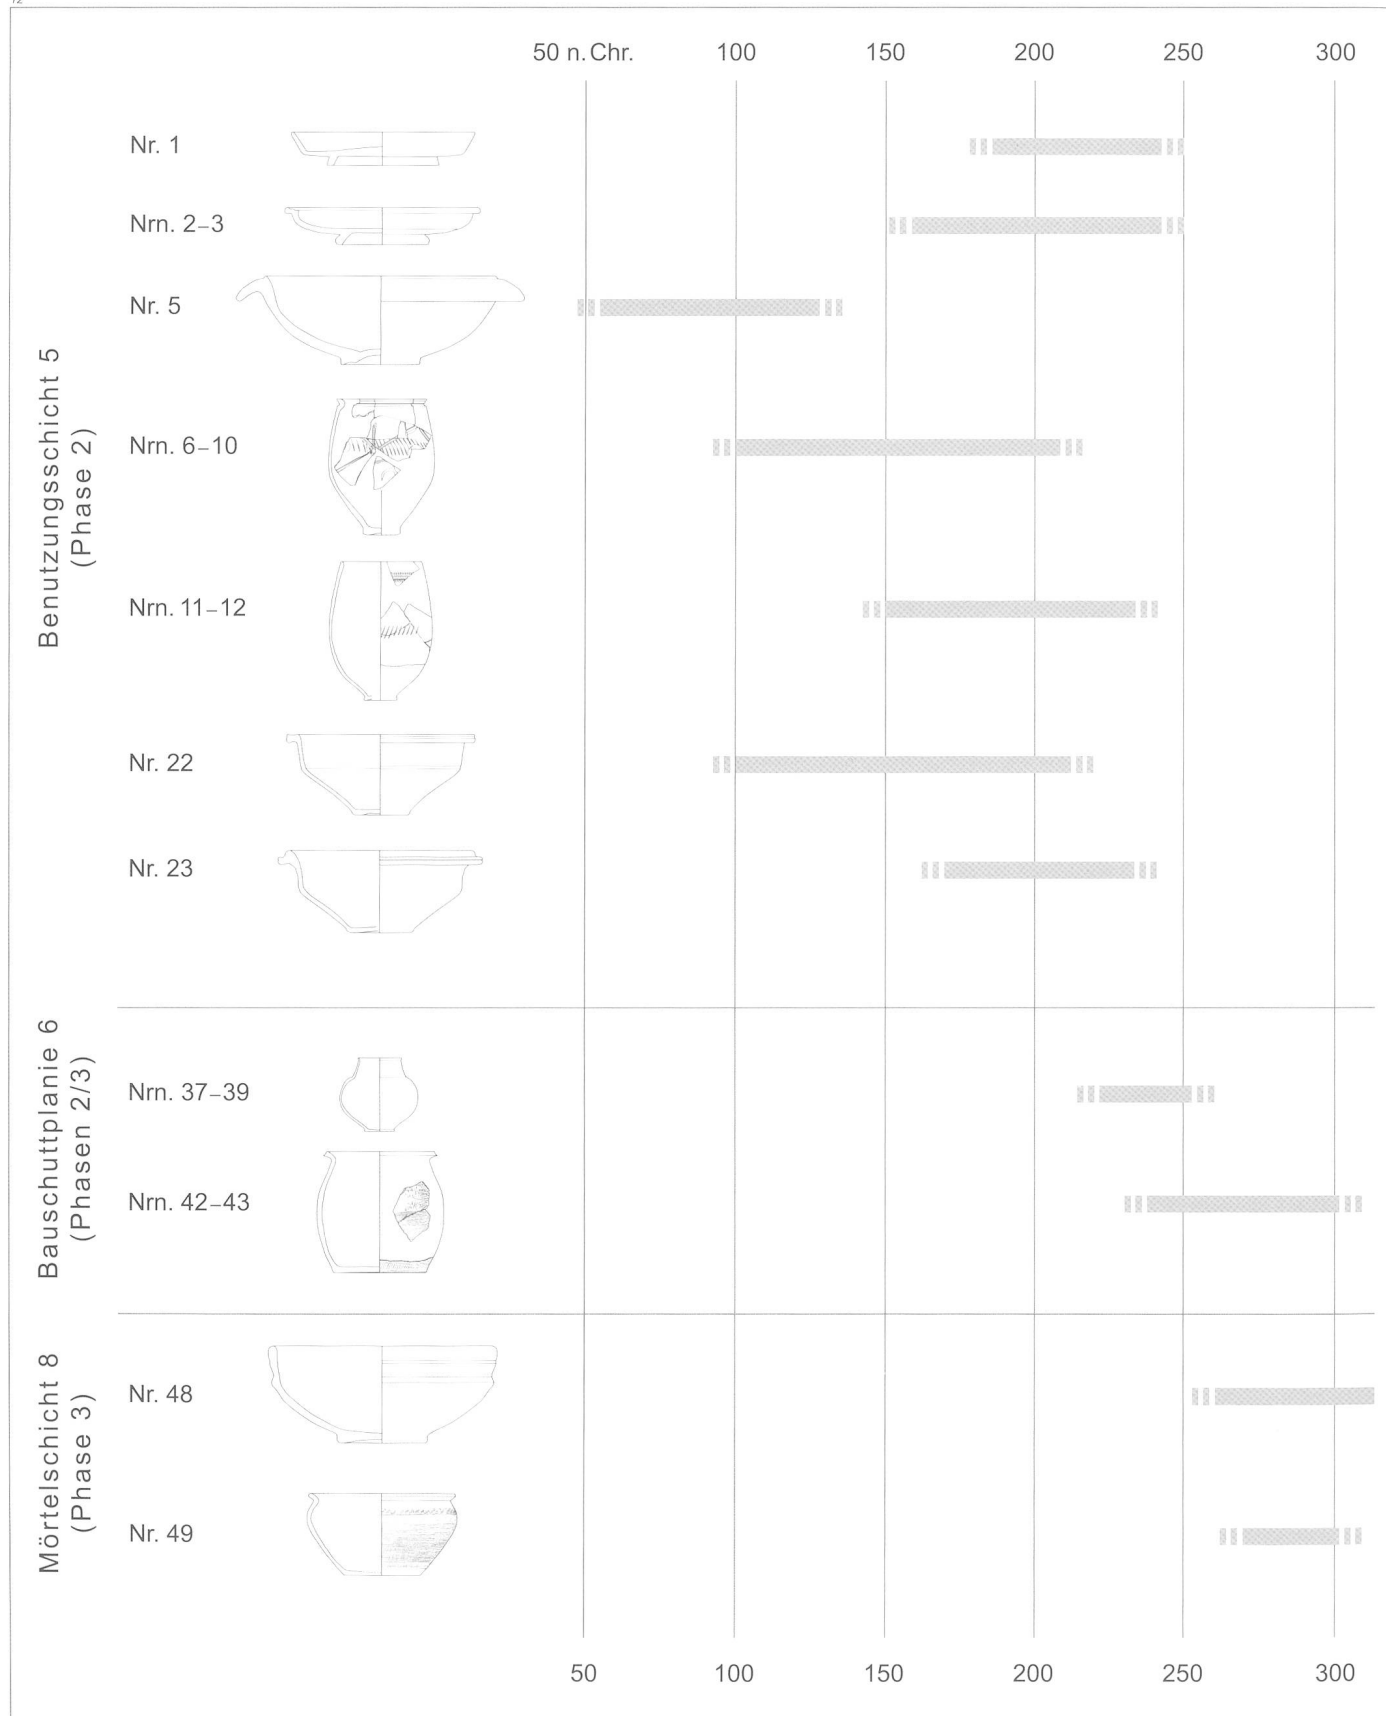 50 n. Chr. 100 150 200 250 300
Benutzungsschicht 5
(Phase 2)
Nr. 1
Nrn. 2–3
Nr. 5
Nrn. 6–10
Nrn. 11–12
Nr. 22
Nr. 23
Bauschuttplanie 6
(Phasen 2/3)
Nrn. 37–39
Nrn. 42–43
Mörtelschicht 8
(Phase 3)
Nr. 48
Nr. 49
50 100 150 200 250 300